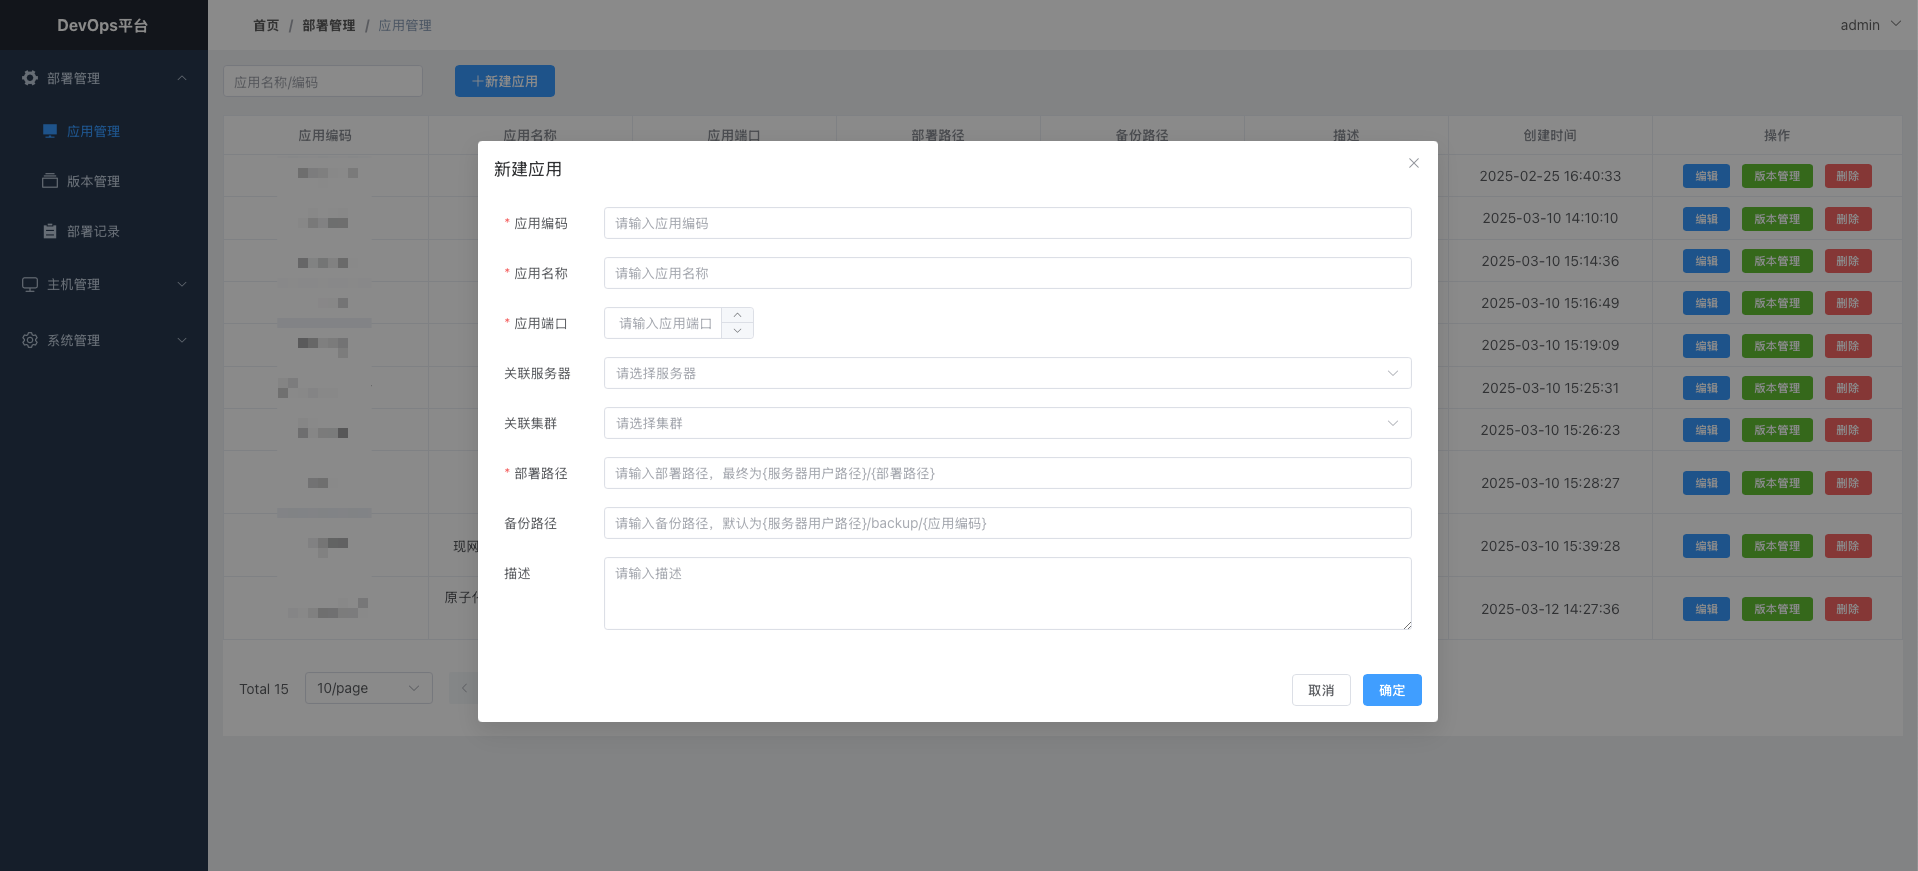 DevOps平台
首页 / 部署管理 / 应用管理
admin
部署管理
应用管理
版本管理
部署记录
主机管理
系统管理
应用名称/编码
新建应用
应用编码 应用名称 应用端口 部署路径 备份路径 描述 创建时间 操作
2025-02-25 16:40:33 编辑 版本管理 删除
2025-03-10 14:10:10 编辑 版本管理 删除
2025-03-10 15:14:36 编辑 版本管理 删除
2025-03-10 15:16:49 编辑 版本管理 删除
2025-03-10 15:19:09 编辑 版本管理 删除
2025-03-10 15:25:31 编辑 版本管理 删除
2025-03-10 15:26:23 编辑 版本管理 删除
2025-03-10 15:28:27 编辑 版本管理 删除
现网 2025-03-10 15:39:28 编辑 版本管理 删除
原子 2025-03-12 14:27:36 编辑 版本管理 删除
Total 15 10/page
新建应用
* 应用编码 请输入应用编码
* 应用名称 请输入应用名称
* 应用端口 请输入应用端口
关联服务器 请选择服务器
关联集群 请选择集群
* 部署路径 请输入部署路径，最终为{服务器用户路径}/{部署路径}
备份路径 请输入备份路径，默认为{服务器用户路径}/backup/{应用编码}
描述 请输入描述
取消 确定